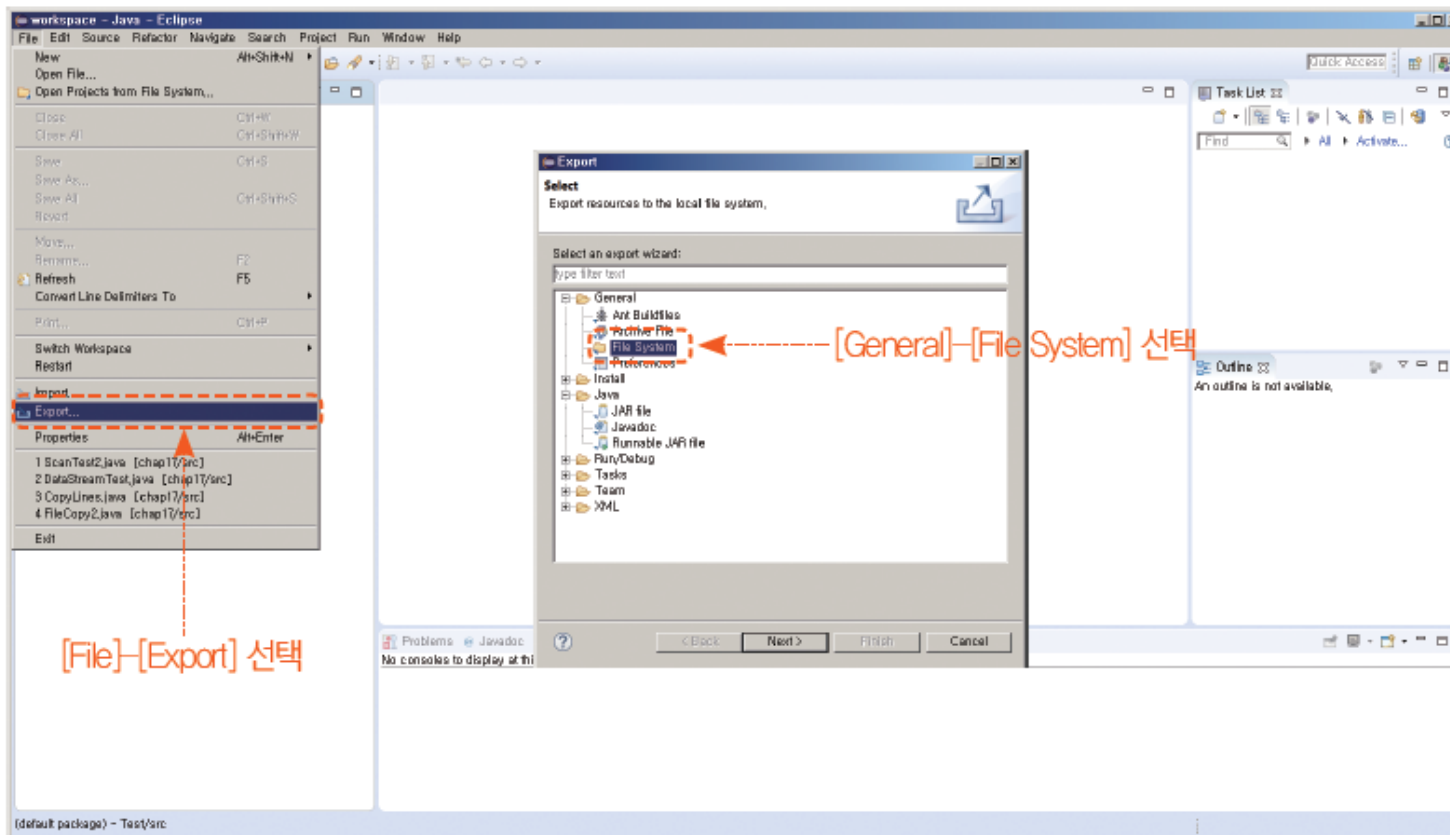 workspace - Java - Eclipse
File Edit Source Refactor Navigate Search Project Run Window Help
New Alt+Shift+N
Open File...
Open Projects from File System...
Close Ctrl+W
Close All Ctrl+Shift+W
Save Ctrl+S
Save As...
Save All Ctrl+Shift+S
Revert
Move...
Rename... F2
Refresh F5
Convert Line Delimiters To
Print... Ctrl+P
Switch Workspace
Restart
Import...
Export...
Properties Alt+Enter
1 ScanTest2.java [chap17/src]
2 DataStreamTest.java [chap17/src]
3 CopyLines.java [chap17/src]
4 FileCopy2.java [chap17/src]
Exit
[File]-[Export] 선택
Export
Select
Export resources to the local file system.
Select an export wizard:
type filter text
General
Ant Buildfiles
Archive File
File System
Preferences
Install
Java
JAR file
Javadoc
Runnable JAR file
Run/Debug
Tasks
Team
XML
<Back Next> Finish Cancel
[General]-[File System] 선택
Quick Access
Task List
Find All Activate...
Outline
An outline is not available.
Problems Javadoc
No consoles to display at thi
(default package) - Test/src